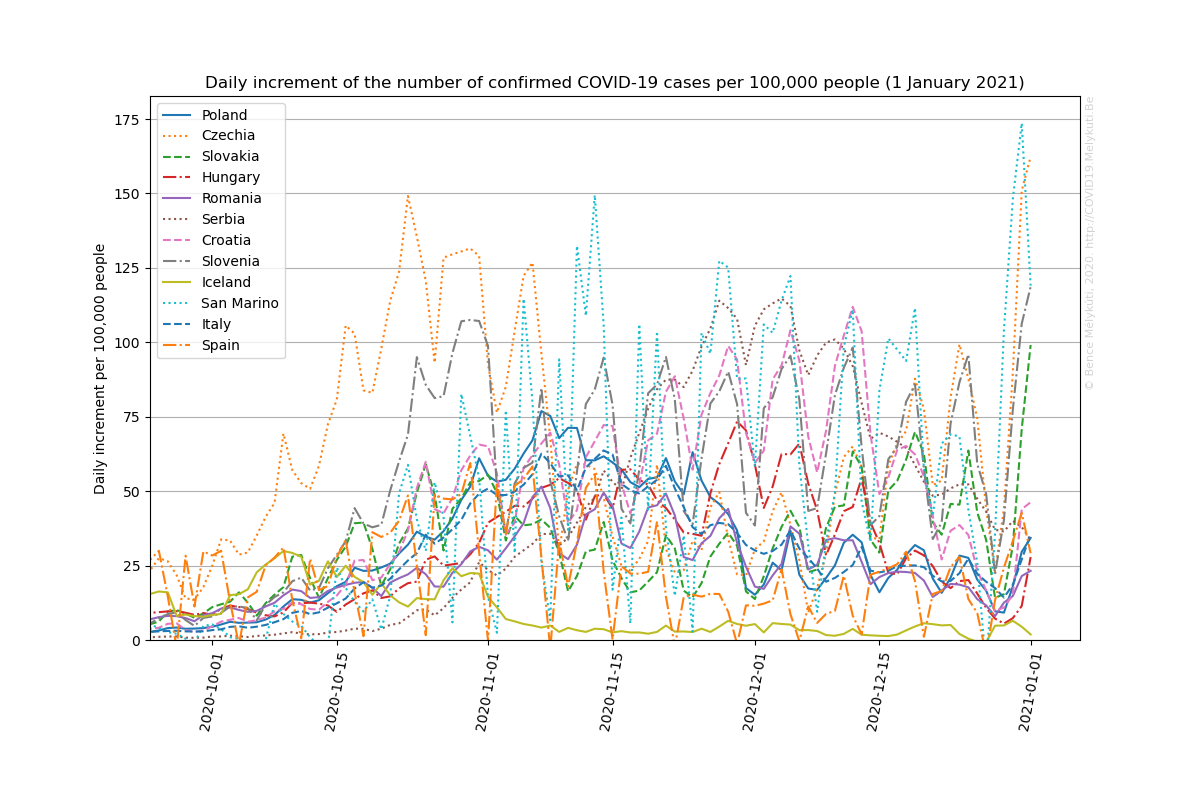 Daily increment of the number of confirmed COVID-19 cases per 100,000 people (1 January 2021)
Daily increment per 100,000 people
175
150
125
100
75
50
25
0
Poland
Czechia
Slovakia
Hungary
Romania
Serbia
Croatia
Slovenia
Iceland
San Marino
Italy
Spain
2020-10-01
2020-10-15
2020-11-01
2020-11-15
2020-12-01
2020-12-15
2021-01-01
© Bence Mélykúti, 2020 http://COVID19.Melykuti.Be